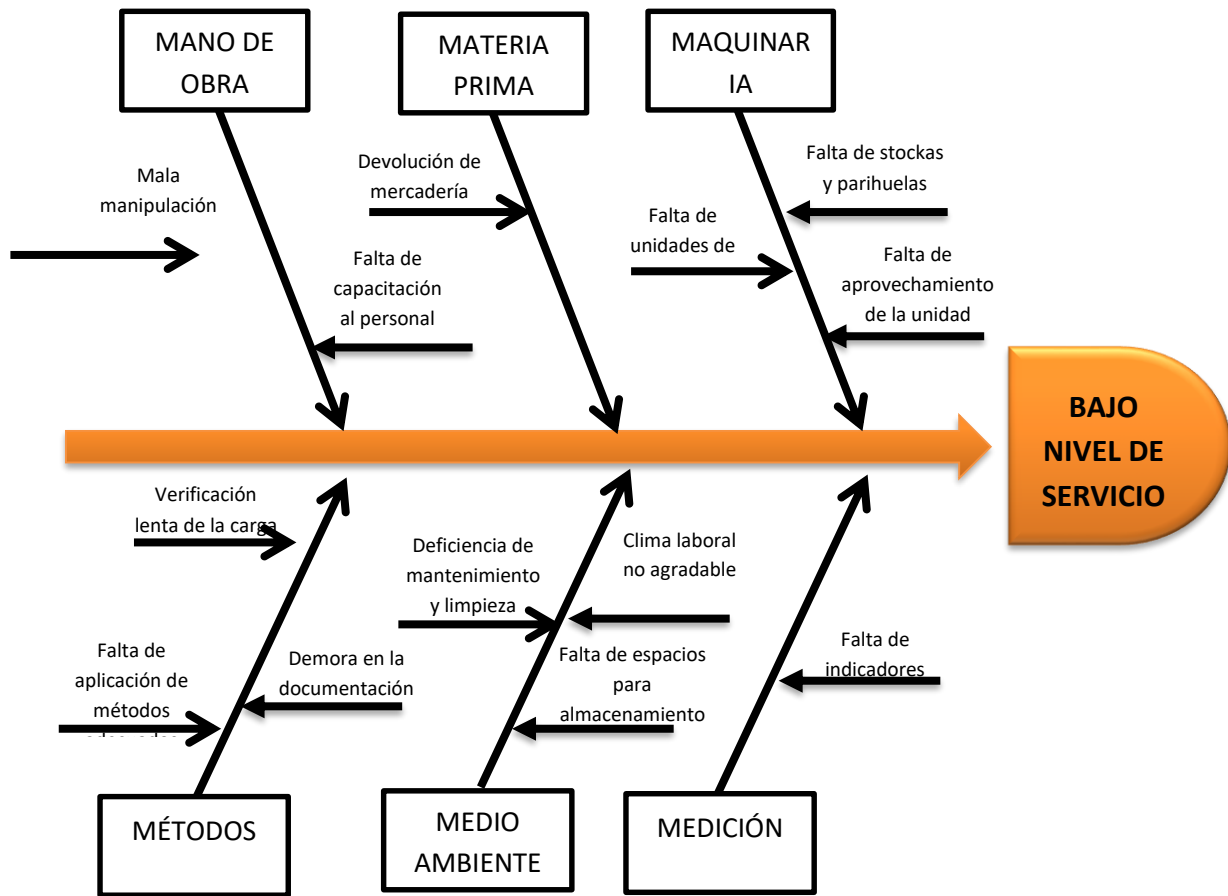 MANO DE
OBRA
MATERIA
PRIMA
MAQUINAR
IA
Mala
manipulación
Falta de
capacitación
al personal
Devolución de
mercadería
Falta de
unidades de
Falta de stockas
y parihuelas
Falta de
aprovechamiento
de la unidad
BAJO
NIVEL DE
SERVICIO
Verificación
lenta de la carga
Falta de
aplicación de
métodos
Demora en la
documentación
Deficiencia de
mantenimiento
y limpieza
Clima laboral
no agradable
Falta de espacios
para
almacenamiento
Falta de
indicadores
MÉTODOS
MEDIO
AMBIENTE
MEDICIÓN